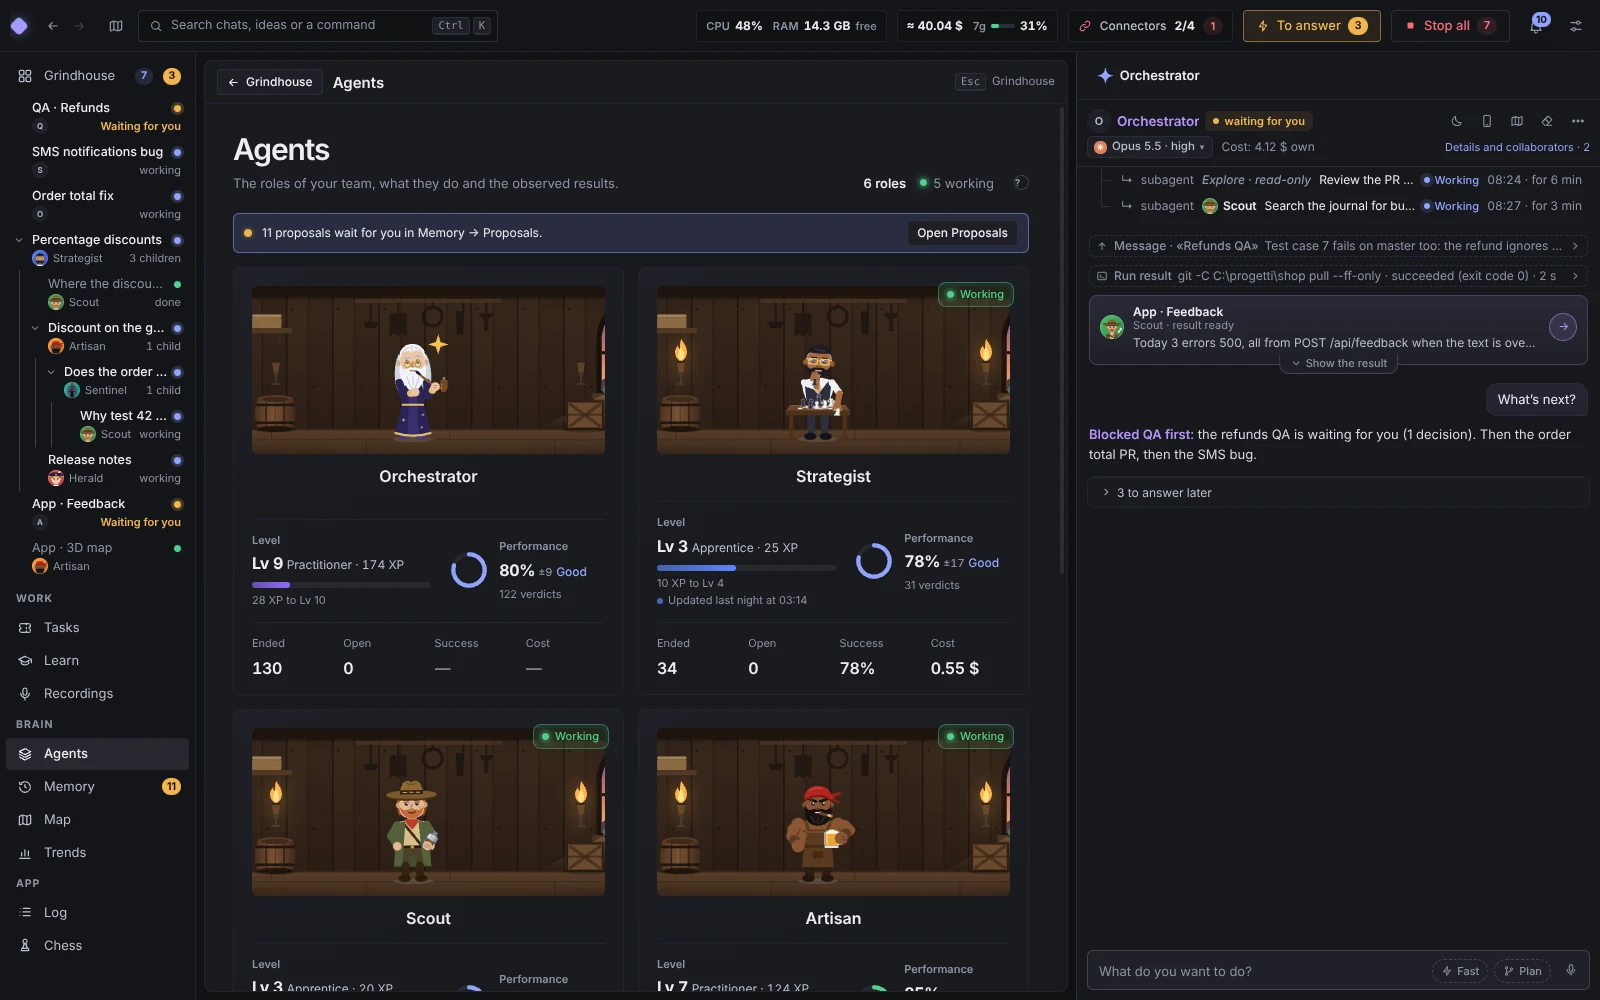 Search chats, ideas or a command
Ctrl K
CPU 48% RAM 14.3 GB free
≈ 40.04 $ 7g 31%
Connectors 2/4 1
To answer 3
Stop all 7
10
Grindhouse 7 3
QA · Refunds
Q Waiting for you
SMS notifications bug
S working
Order total fix
O working
Percentage discounts
Strategist 3 children
Where the discou...
Scout done
Discount on the g...
Artisan 1 child
Does the order ...
Sentinel 1 child
Why test 42 ...
Scout working
Release notes
Herald working
App · Feedback
A Waiting for you
App · 3D map
Artisan
WORK
Tasks
Learn
Recordings
BRAIN
Agents
Memory 11
Map
Trends
APP
Log
Chess
← Grindhouse Agents
Esc Grindhouse
Agents
The roles of your team, what they do and the observed results.
6 roles 5 working ?
11 proposals wait for you in Memory → Proposals.
Open Proposals
Orchestrator
Level
Lv 9 Practitioner · 174 XP
28 XP to Lv 10
Performance
80% ±9 Good
122 verdicts
Ended Open Success Cost
130 0 — —
Working
Strategist
Level
Lv 3 Apprentice · 25 XP
10 XP to Lv 4
Updated last night at 03:14
Performance
78% ±17 Good
31 verdicts
Ended Open Success Cost
34 0 78% 0.55 $
Working
Scout
Level
Lv 3 Apprentice · 20 XP
Performance
Working
Artisan
Level
Lv 7 Practitioner · 124 XP
Performance
Orchestrator
O Orchestrator waiting for you
Opus 5.5 · high Cost: 4.12 $ own
Details and collaborators · 2
subagent Explore · read-only Review the PR ... Working 08:24 · for 6 min
subagent Scout Search the journal for bu... Working 08:27 · for 3 min
Message · «Refunds QA» Test case 7 fails on master too: the refund ignores ...
Run result git -C C:\progetti\shop pull --ff-only · succeeded (exit code 0) · 2 s
App · Feedback
Scout · result ready
Today 3 errors 500, all from POST /api/feedback when the text is ove...
Show the result
What's next?
Blocked QA first: the refunds QA is waiting for you (1 decision). Then the order
total PR, then the SMS bug.
3 to answer later
What do you want to do?
Fast
Plan